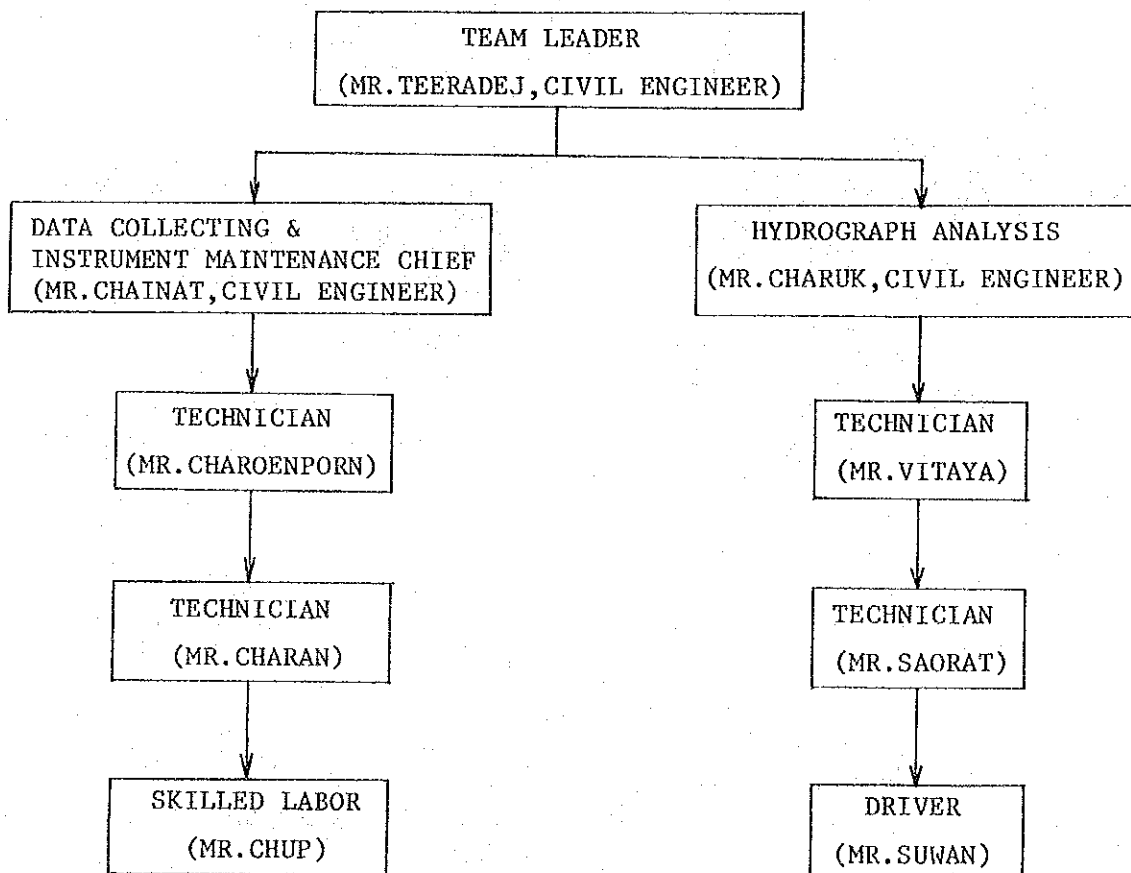 TEAM LEADER
(MR.TEERADEJ,CIVIL ENGINEER)
DATA COLLECTING &
INSTRUMENT MAINTENANCE CHIEF
(MR.CHAINAT,CIVIL ENGINEER)
HYDROGRAPH ANALYSIS
(MR.CHARUK,CIVIL ENGINEER)
TECHNICIAN
(MR.CHAROENPORN)
TECHNICIAN
(MR.VITAYA)
TECHNICIAN
(MR.CHARAN)
TECHNICIAN
(MR.SAORAT)
SKILLED LABOR
(MR.CHUP)
DRIVER
(MR.SUWAN)